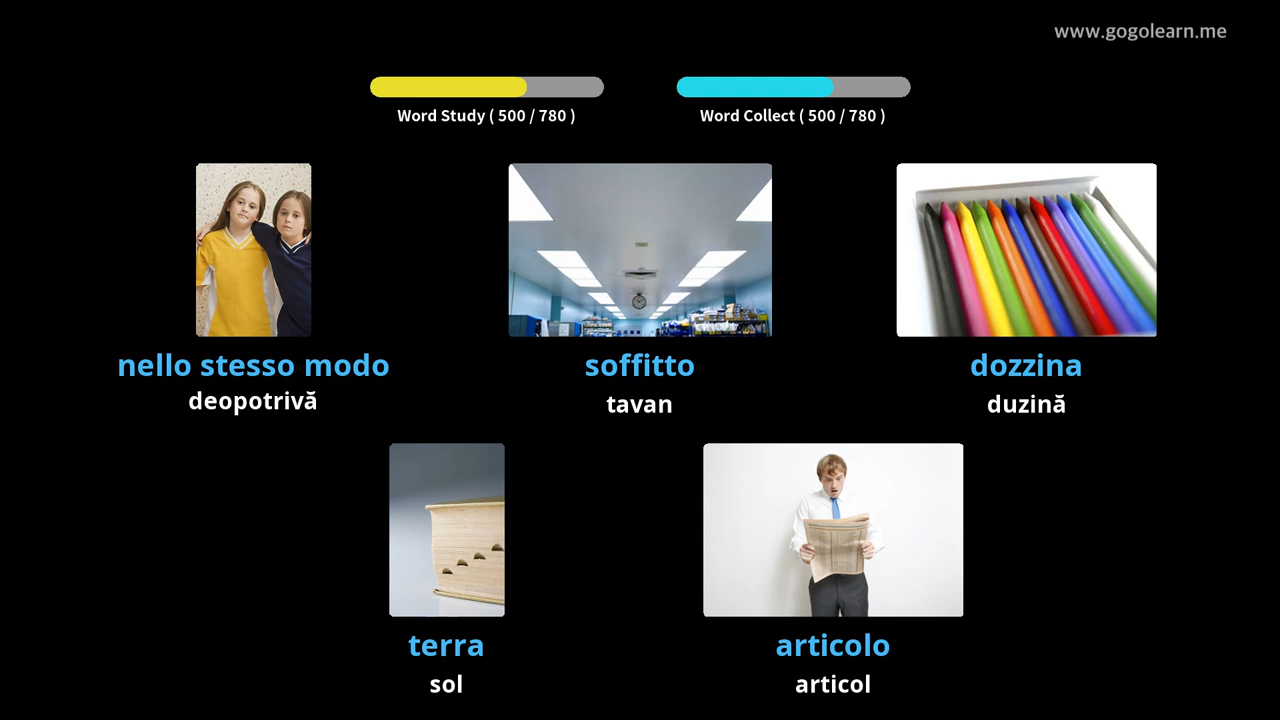 www.gogolearn.me
Word Study ( 500 / 780 )
Word Collect ( 500 / 780 )
nello stesso modo
deopotrivă
soffitto
tavan
dozzina
duzină
terra
sol
articolo
articol